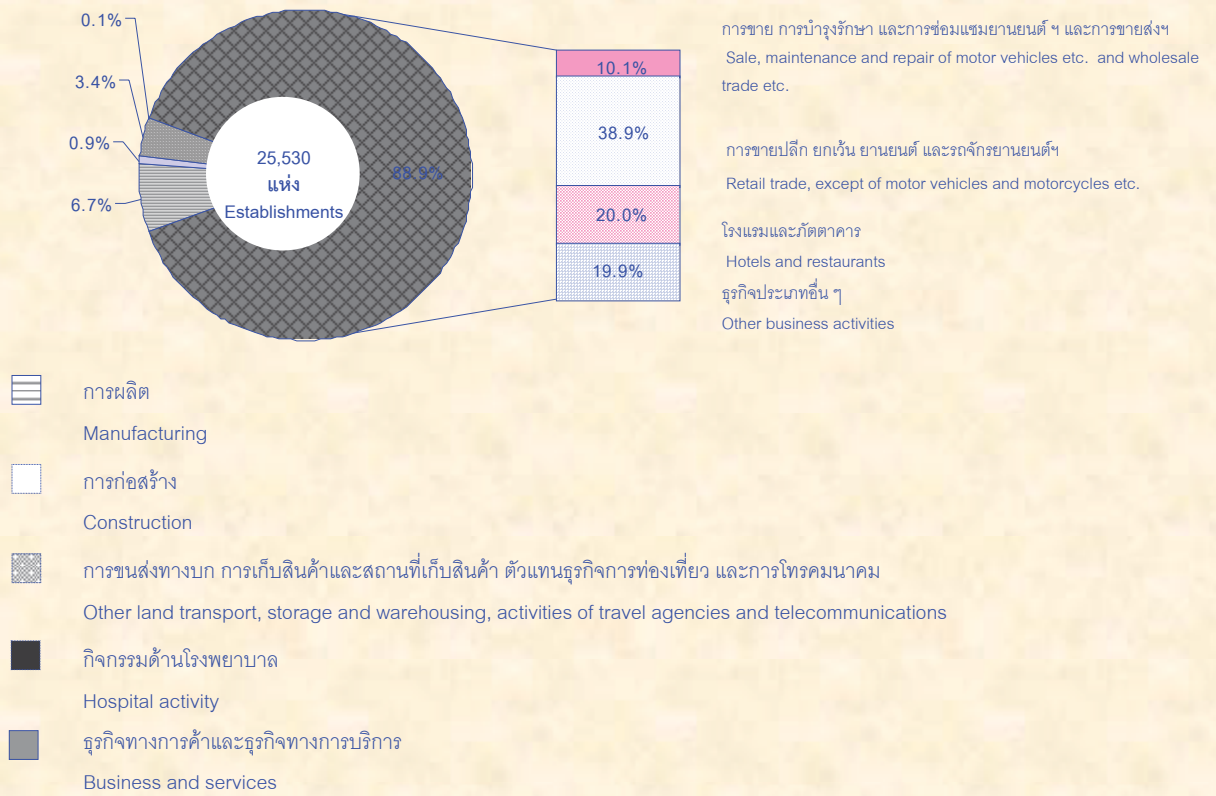 0.1%
3.4%
0.9%
6.7%
25,530
แห่ง
Establishments
88.9%
10.1%
38.9%
20.0%
19.9%
การขาย การบำรุงรักษา และการซ่อมแซมยานยนต์ ฯ และการขายส่งฯ
Sale, maintenance and repair of motor vehicles etc. and wholesale
trade etc.
การขายปลีก ยกเว้น ยานยนต์ และรถจักรยานยนต์ฯ
Retail trade, except of motor vehicles and motorcycles etc.
โรงแรมและภัตตาคาร
Hotels and restaurants
ธุรกิจประเภทอื่น ๆ
Other business activities
การผลิต
Manufacturing
การก่อสร้าง
Construction
การขนส่งทางบก การเก็บสินค้าและสถานที่เก็บสินค้า ตัวแทนธุรกิจการท่องเที่ยว และการโทรคมนาคม
Other land transport, storage and warehousing, activities of travel agencies and telecommunications
กิจกรรมด้านโรงพยาบาล
Hospital activity
ธุรกิจทางการค้าและธุรกิจทางการบริการ
Business and services